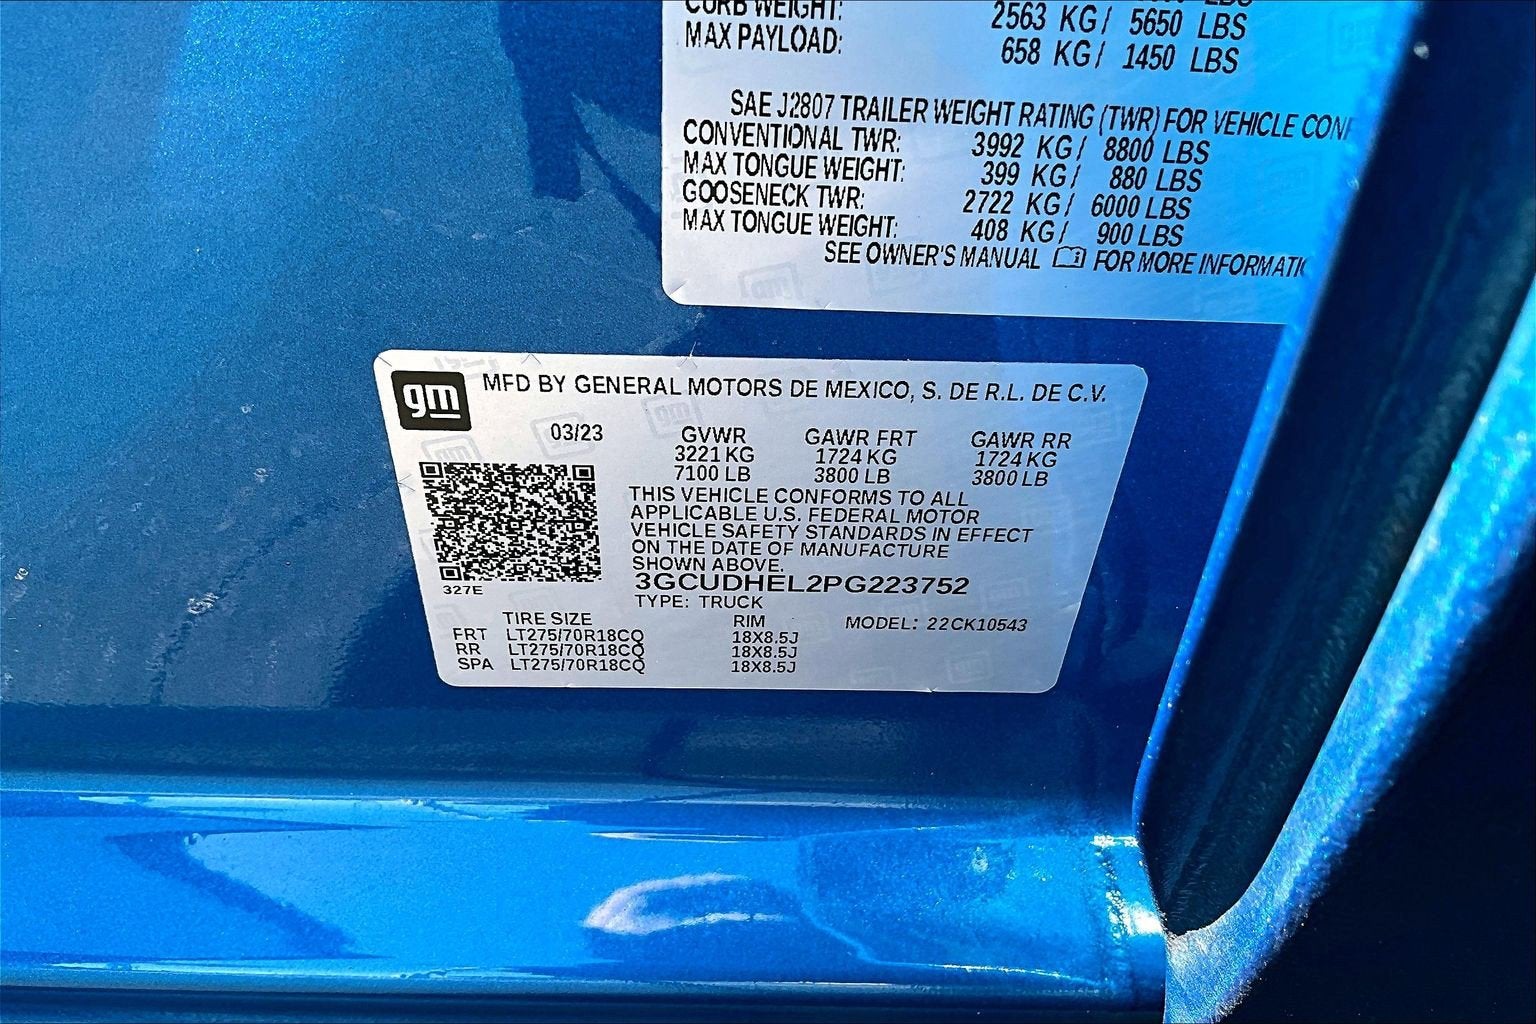 CURB WEIGHT: 2563 KG/ 5650 LBS
MAX PAYLOAD: 658 KG/ 1450 LBS
SAE J2807 TRAILER WEIGHT RATING (TWR) FOR VEHICLE
CONVENTIONAL TWR: 3992 KG/ 8800 LBS
MAX TONGUE WEIGHT: 399 KG/ 880 LBS
GOOSENECK TWR: 2722 KG/ 6000 LBS
MAX TONGUE WEIGHT: 408 KG/ 900 LBS
SEE OWNER'S MANUAL FOR MORE
gm MFD BY GENERAL MOTORS DE MEXICO, S. DE R.L. DE C.V.
03/23 GVWR GAWR FRT GAWR RR
3221 KG 1724 KG 1724 KG
7100 LB 3800 LB 3800 LB
THIS VEHICLE CONFORMS TO ALL
APPLICABLE U.S. FEDERAL MOTOR
VEHICLE SAFETY STANDARDS IN EFFECT
ON THE DATE OF MANUFACTURE
SHOWN ABOVE.
327E 3GCUDHEL2PG223752
TYPE: TRUCK
TIRE SIZE RIM MODEL: 22CK10543
FRT LT275/70R18CQ 18X8.5J
RR LT275/70R18CQ 18X8.5J
SPA LT275/70R18CQ 18X8.5J